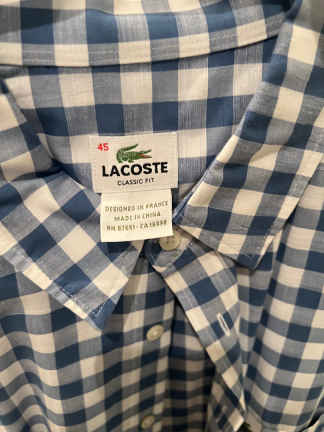 45
LACOSTE
CLASSIC FIT
DESIGNED IN FRANCE
MADE IN CHINA